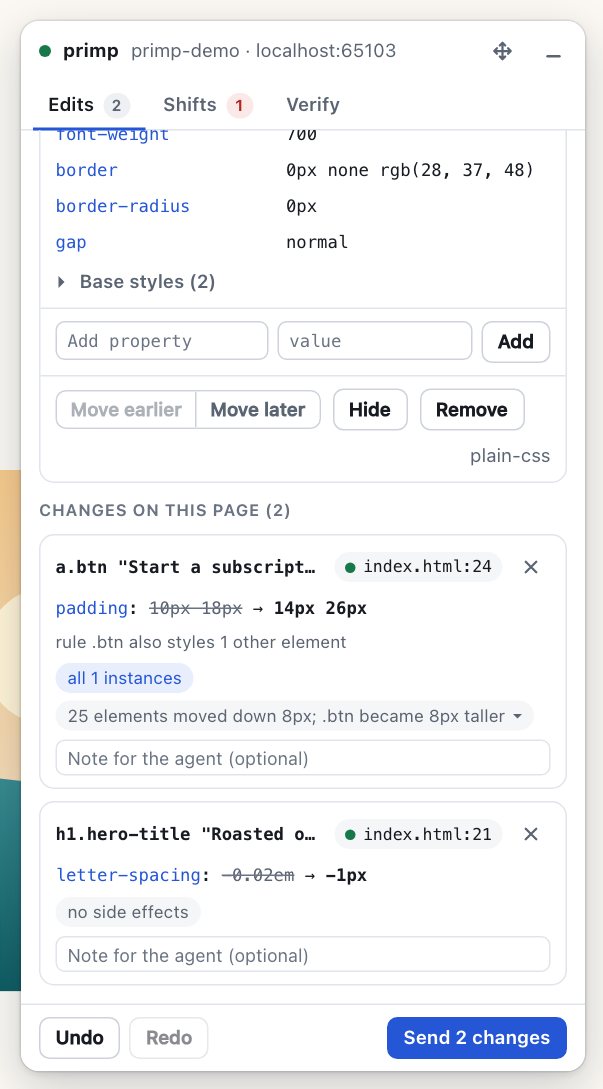 primp primp-demo · localhost:65103
Edits 2 Shifts 1 Verify
font-weight 700
border 0px none rgb(28, 37, 48)
border-radius 0px
gap normal
Base styles (2)
Add property value Add
Move earlier Move later Hide Remove
plain-css
CHANGES ON THIS PAGE (2)
a.btn "Start a subscript… index.html:24
padding: 10px 18px → 14px 26px
rule .btn also styles 1 other element
all 1 instances
25 elements moved down 8px; .btn became 8px taller
Note for the agent (optional)
h1.hero-title "Roasted o… index.html:21
letter-spacing: -0.02em → -1px
no side effects
Note for the agent (optional)
Undo Redo Send 2 changes